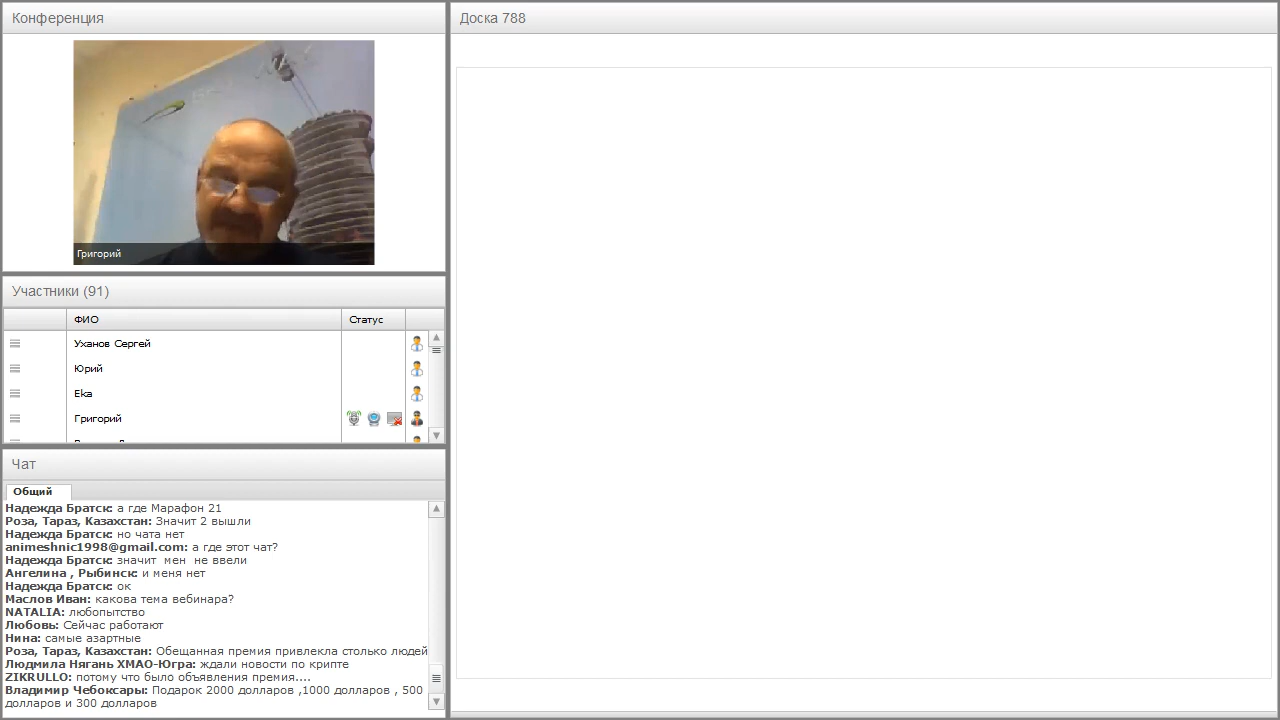 Конференция
Григорий
Участники (91)
ФИО Статус
Уханов Сергей
Юрий
Eka
Григорий
Чат
Общий
Надежда Братск: а где Марафон 21
Роза, Тараз, Казахстан: Значит 2 вышли
Надежда Братск: но чата нет
animeshnic1998@gmail.com: а где этот чат?
Надежда Братск: значит мен не ввели
Ангелина , Рыбинск: и меня нет
Надежда Братск: ок
Маслов Иван: какова тема вебинара?
NATALIA: любопытство
Любовь: Сейчас работают
Нина: самые азартные
Роза, Тараз, Казахстан: Обещанная премия привлекла столько людей
Людмила Нягань ХМАО-Югра: ждали новости по крипте
ZIKRULLO: потому что было объявления премия....
Владимир Чебоксары: Подарок 2000 долларов ,1000 долларов , 500
долларов и 300 долларов
Доска 788